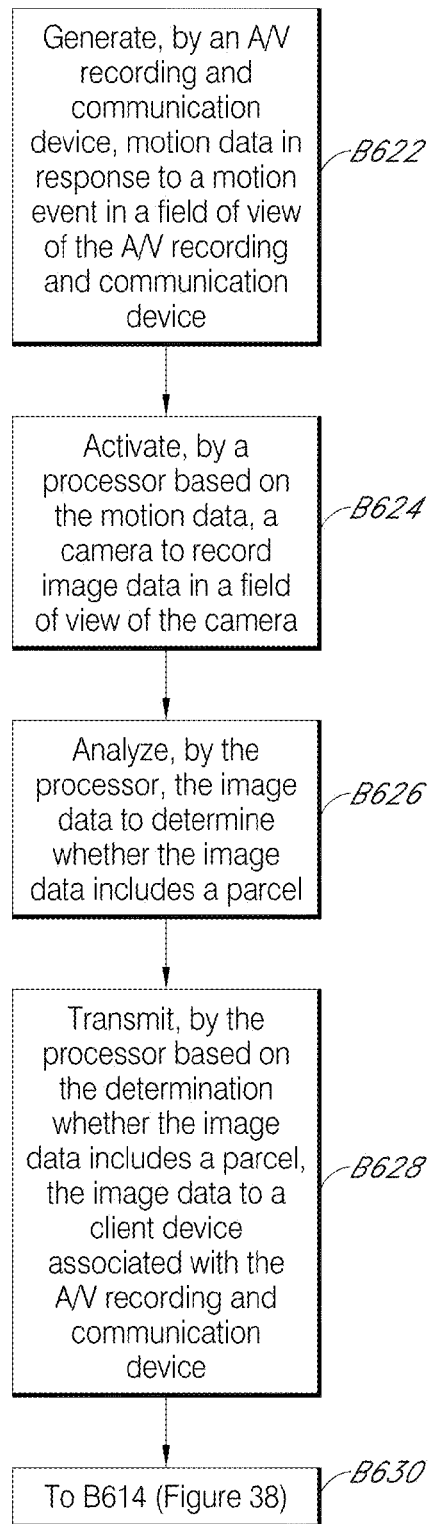 Generate, by an A/V
recording and
communication
device, motion data in
response to a motion
event in a field of view
of the A/V recording
and communication
device
B622
Activate, by a
processor based on
the motion data, a
camera to record
image data in a field
of view of the camera
B624
Analyze, by the
processor, the image
data to determine
whether the image
data includes a parcel
B626
Transmit, by the
processor based on
the determination
whether the image
data includes a parcel,
the image data to a
client device
associated with the
A/V recording and
communication
device
B628
To B614 (Figure 38)
B630